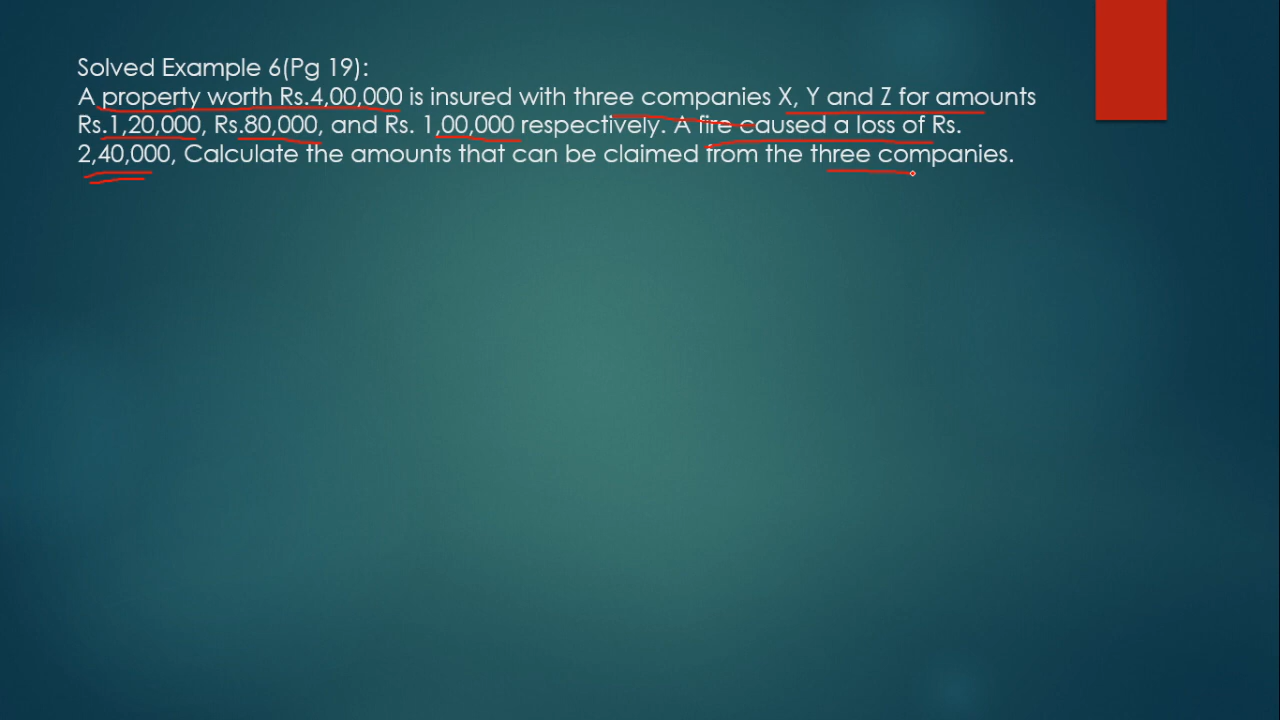 Solved Example 6(Pg 19):
A property worth Rs.4,00,000 is insured with three companies X, Y and Z for amounts
Rs.1,20,000, Rs.80,000, and Rs. 1,00,000 respectively. A fire caused a loss of Rs.
2,40,000, Calculate the amounts that can be claimed from the three companies.